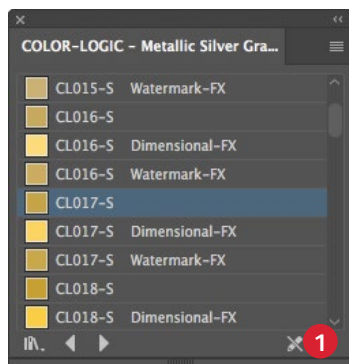 COLOR-LOGIC - Metallic Silver Gra...
CL015-S Watermark-FX
CL016-S
CL016-S Dimensional-FX
CL016-S Watermark-FX
CL017-S
CL017-S Dimensional-FX
CL017-S Watermark-FX
CL018-S
CL018-S Dimensional-FX
1